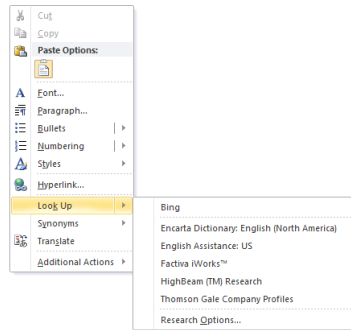 Cut
Copy
Paste Options:
Font...
Paragraph...
Bullets
Numbering
Styles
Hyperlink...
Look Up
Synonyms
Translate
Additional Actions
Bing
Encarta Dictionary: English (North America)
English Assistance: US
Factiva iWorks™
HighBeam (TM) Research
Thomson Gale Company Profiles
Research Options...